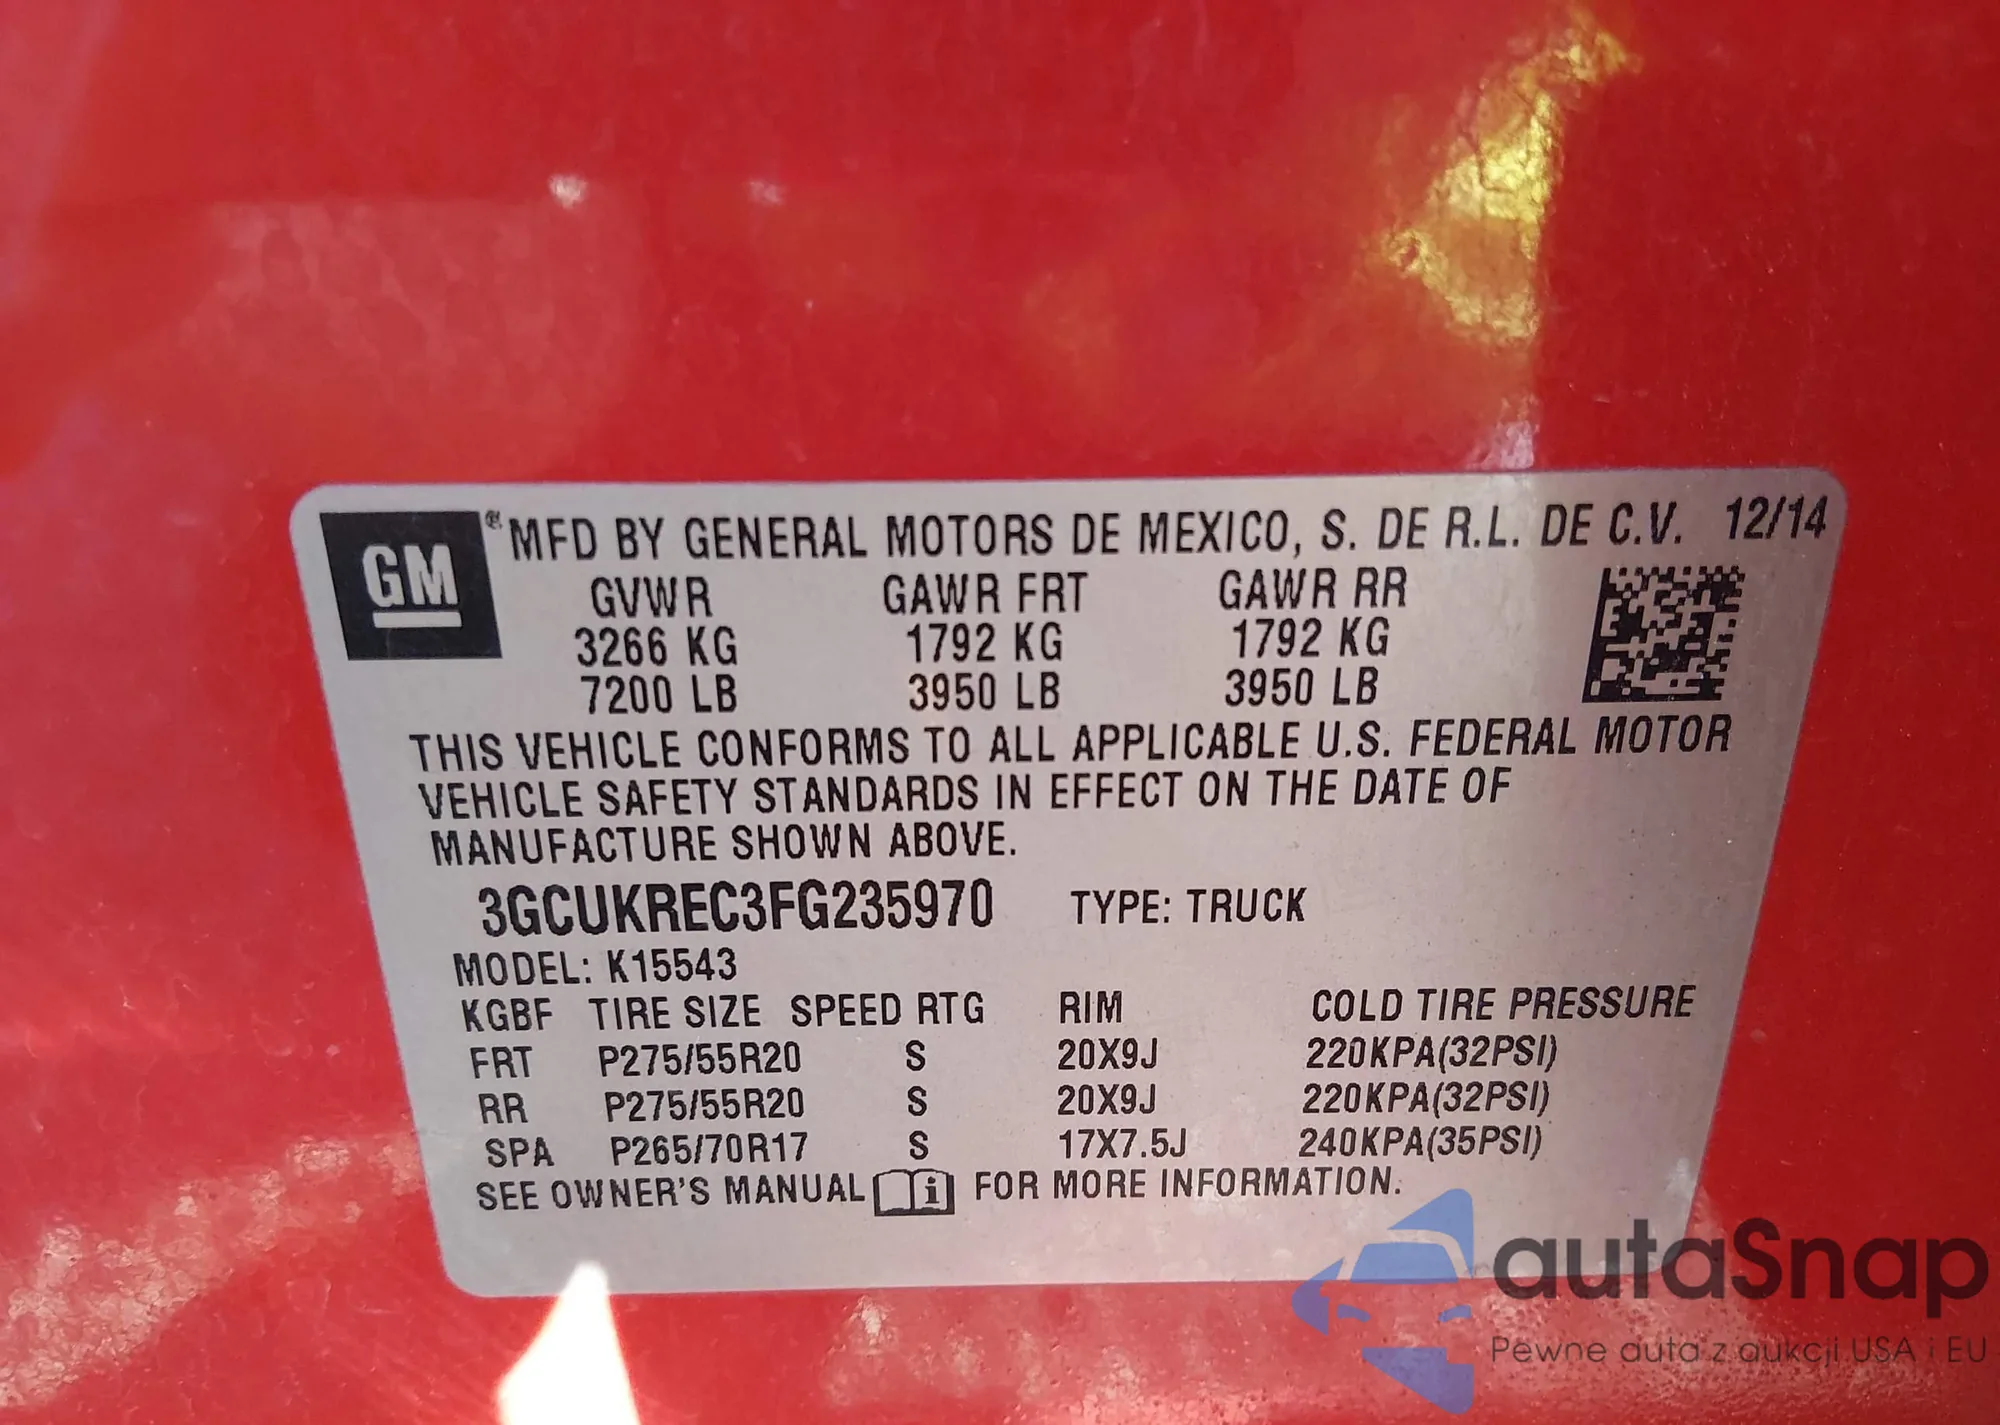 GM ® MFD BY GENERAL MOTORS DE MEXICO, S. DE R.L. DE C.V. 12/14
GVWR GAWR FRT GAWR RR
3266 KG 1792 KG 1792 KG
7200 LB 3950 LB 3950 LB
THIS VEHICLE CONFORMS TO ALL APPLICABLE U.S. FEDERAL MOTOR
VEHICLE SAFETY STANDARDS IN EFFECT ON THE DATE OF
MANUFACTURE SHOWN ABOVE.
3GCUKREC3FG235970 TYPE: TRUCK
MODEL: K15543
KGBF TIRE SIZE SPEED RTG RIM COLD TIRE PRESSURE
FRT P275/55R20 S 20X9J 220KPA(32PSI)
RR P275/55R20 S 20X9J 220KPA(32PSI)
SPA P265/70R17 S 17X7.5J 240KPA(35PSI)
SEE OWNER'S MANUAL i FOR MORE INFORMATION.
autaSnap
Pewne auta z aukcji USA i EU